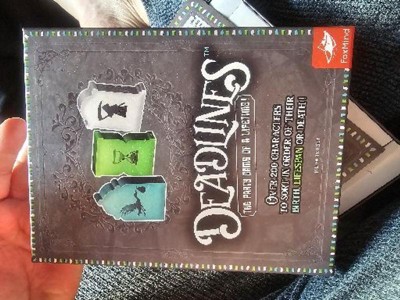 FoxMind
DEADLINES™
THE PARTY GAME OF A LIFETIME!
OVER 200 CHARACTERS
TO SORT IN ORDER OF THEIR
BIRTH, LIFESPAN OR DEATH!